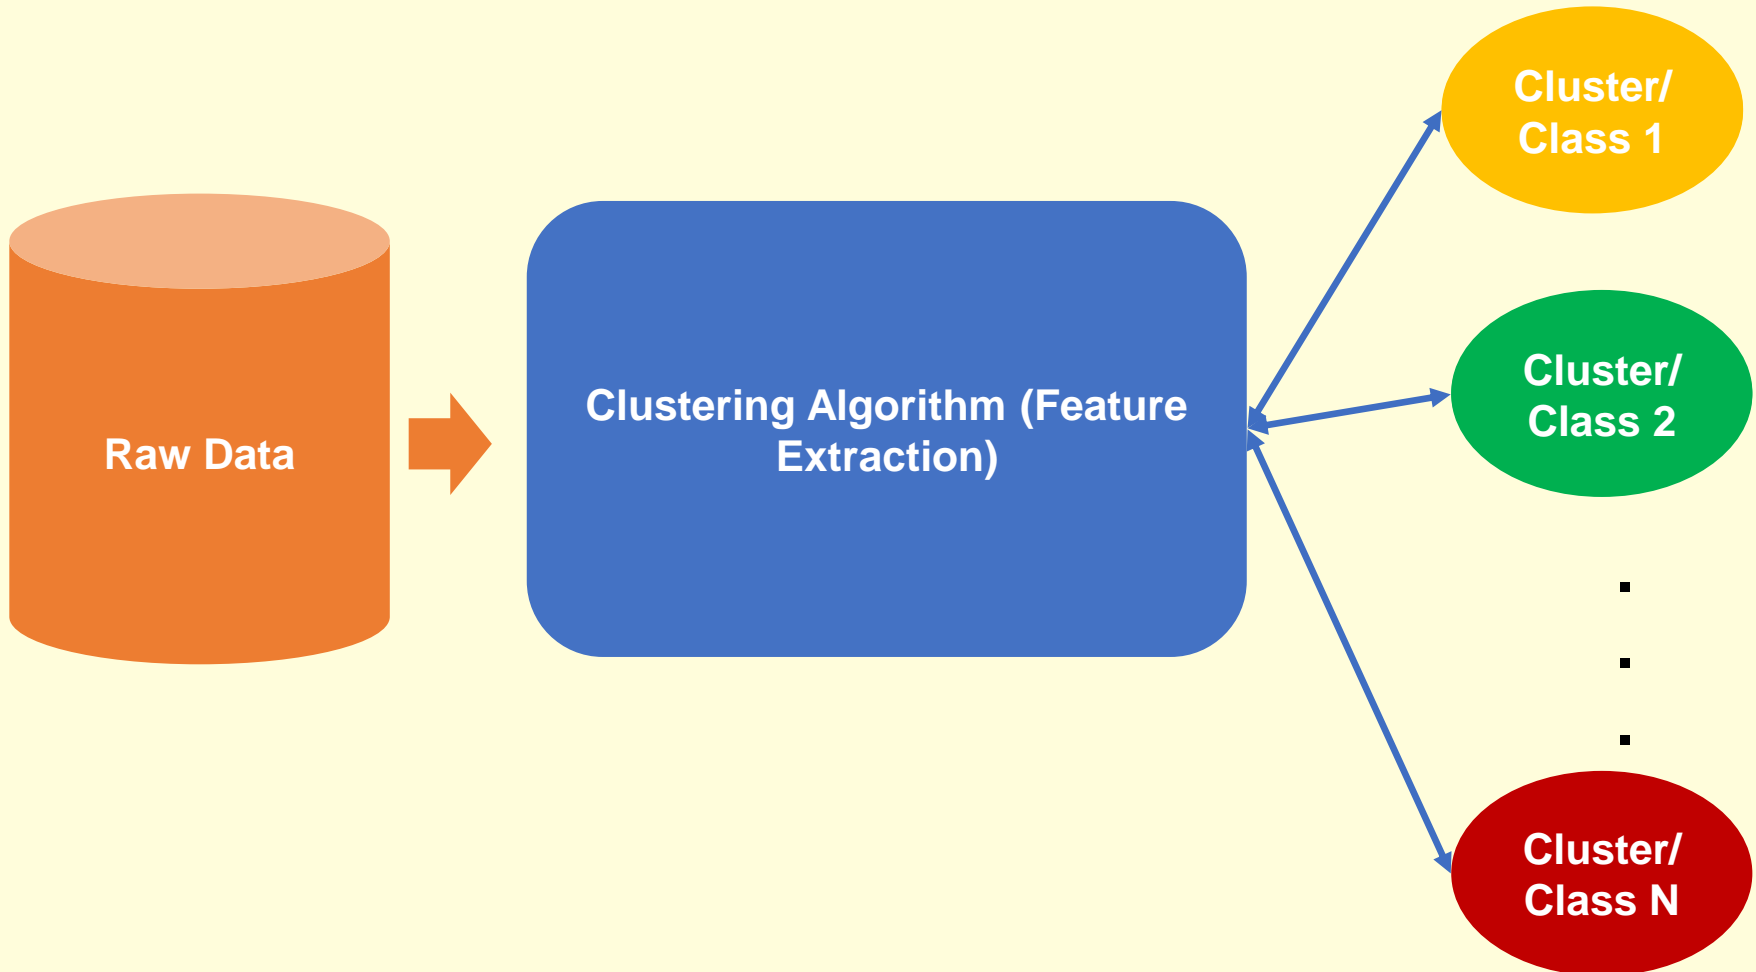 Raw Data
Clustering Algorithm (Feature
Extraction)
Cluster/
Class 1
Cluster/
Class 2
Cluster/
Class N